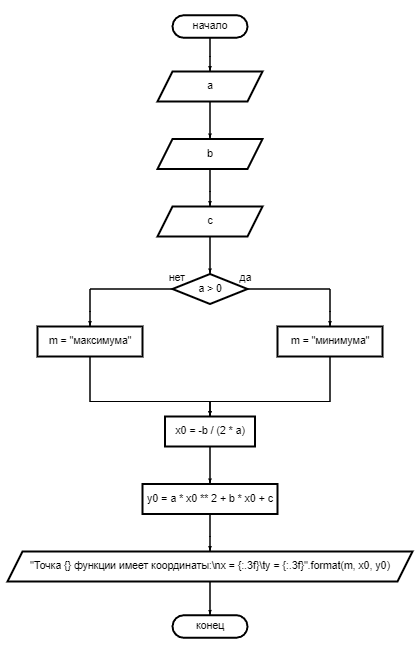 начало
a
b
c
нет
да
a > 0
m = "максимума"
m = "минимума"
x0 = -b / (2 * a)
y0 = a * x0 ** 2 + b * x0 + c
"Точка {} функции имеет координаты:\nx = {:.3f}\ty = {:.3f}".format(m, x0, y0)
конец